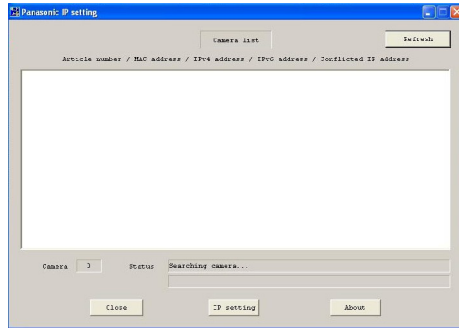 Panasonic IP setting
Camera list
Refresh
Article number / MAC address / IPv4 address / IPv6 address / Conflicted IP address
Camera
Status
Searching camera...
Close
IP setting
About